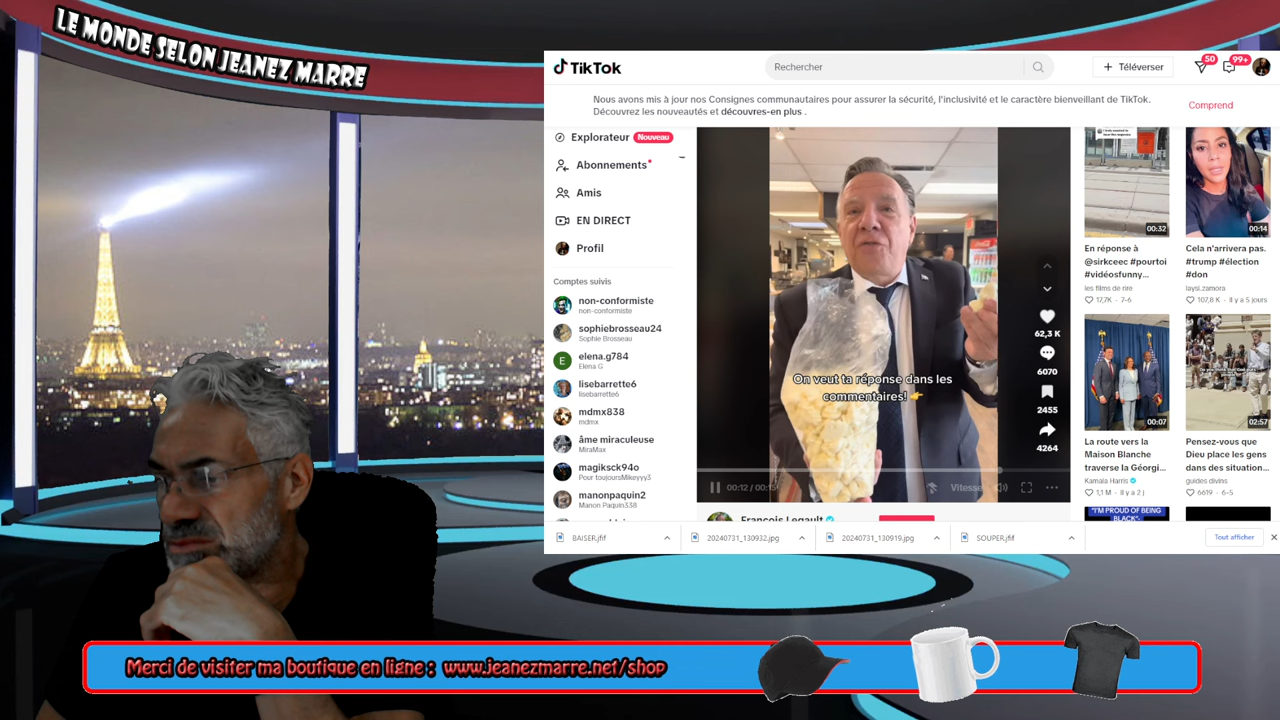 LE MONDE SELON JEANEZ MARRE
TikTok
Rechercher
Téléverser
50
99+
Nous avons mis à jour nos Consignes communautaires pour assurer la sécurité, l'inclusivité et le caractère bienveillant de TikTok.
Découvrez les nouveautés et découvres-en plus .
Comprend
Explorateur Nouveau
Abonnements
Amis
EN DIRECT
Profil
Comptes suivis
non-conformiste
non-conformiste
sophiebrosseau24
Sophie Brosseau
E
elena.g784
Elena G
lisebarrette6
lisebarrette6
mdmx838
mdmx
âme miraculeuse
MiraMax
magiksck94o
Pour toujoursMikeyyy3
manonpaquin2
Manon Paquin338
On veut ta réponse dans les
commentaires! 👉
62,3 K
6070
2455
4264
00:12 /
Vitesse
François Legault
00:32
En réponse à
@sirkceec #pourtoi
#vidéosfunny...
les films de rire
17,7K · 7-6
00:14
Cela n'arrivera pas.
#trump #élection
#don
laysi.zamora
107,8 K · Il y a 5 jours
00:07
La route vers la
Maison Blanche
traverse la Géorgi...
Kamala Harris
1,1 M · Il y a 2 j
02:57
Pensez-vous que
Dieu place les gens
dans des situation...
guides divins
6619 · 6-5
"I'M PROUD OF BEING
BLACK"-
BAISER.jfif
20240731_130932.jpg
20240731_130919.jpg
SOUPER.jfif
Tout afficher
Merci de visiter ma boutique en ligne : www.jeanezmarre.net/shop